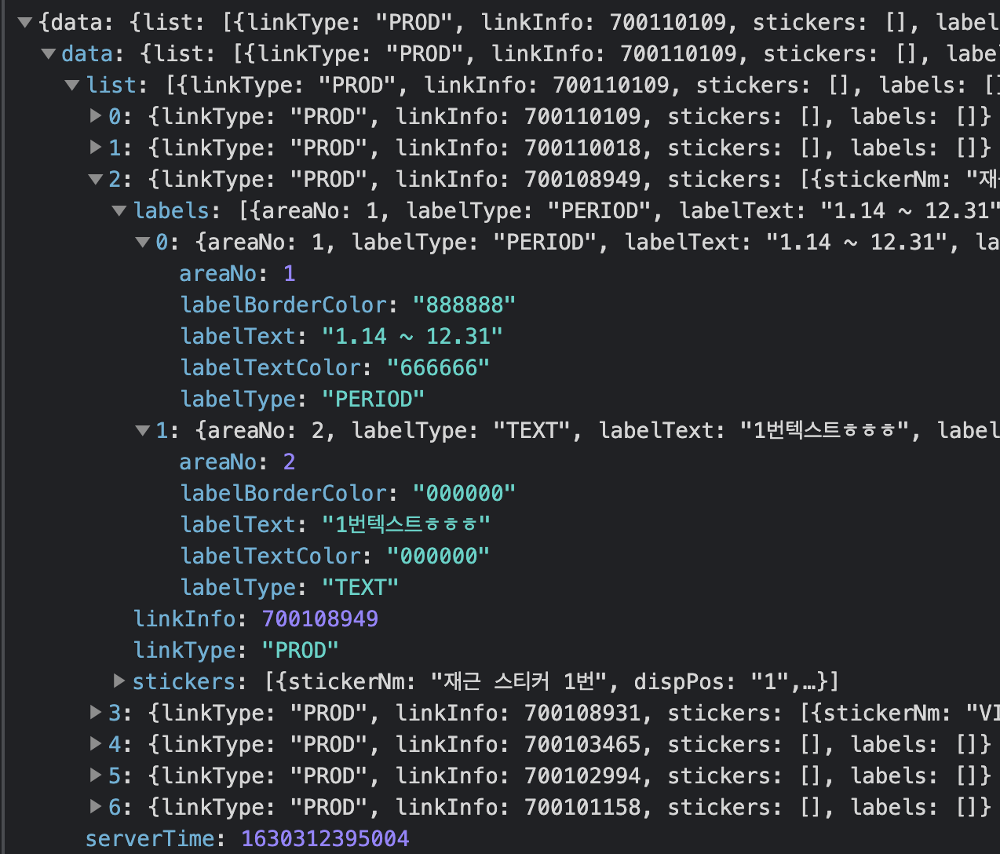 ▼{data: {list: [{linkType: "PROD", linkInfo: 700110109, stickers: [], label
▼data: {list: [{linkType: "PROD", linkInfo: 700110109, stickers: [], labe
▼list: [{linkType: "PROD", linkInfo: 700110109, stickers: [], labels: []
▶0: {linkType: "PROD", linkInfo: 700110109, stickers: [], labels: []}
▶1: {linkType: "PROD", linkInfo: 700110018, stickers: [], labels: []}
▼2: {linkType: "PROD", linkInfo: 700108949, stickers: [{stickerNm: "재
▼labels: [{areaNo: 1, labelType: "PERIOD", labelText: "1.14 ~ 12.31"
▼0: {areaNo: 1, labelType: "PERIOD", labelText: "1.14 ~ 12.31", la
areaNo: 1
labelBorderColor: "888888"
labelText: "1.14 ~ 12.31"
labelTextColor: "666666"
labelType: "PERIOD"
▼1: {areaNo: 2, labelType: "TEXT", labelText: "1번텍스트ㅎㅎㅎ", label
areaNo: 2
labelBorderColor: "000000"
labelText: "1번텍스트ㅎㅎㅎ"
labelTextColor: "000000"
labelType: "TEXT"
linkInfo: 700108949
linkType: "PROD"
▶stickers: [{stickerNm: "재근 스티커 1번", dispPos: "1",…}]
▶3: {linkType: "PROD", linkInfo: 700108931, stickers: [{stickerNm: "VI
▶4: {linkType: "PROD", linkInfo: 700103465, stickers: [], labels: []}
▶5: {linkType: "PROD", linkInfo: 700102994, stickers: [], labels: []}
▶6: {linkType: "PROD", linkInfo: 700101158, stickers: [], labels: []}
serverTime: 1630312395004